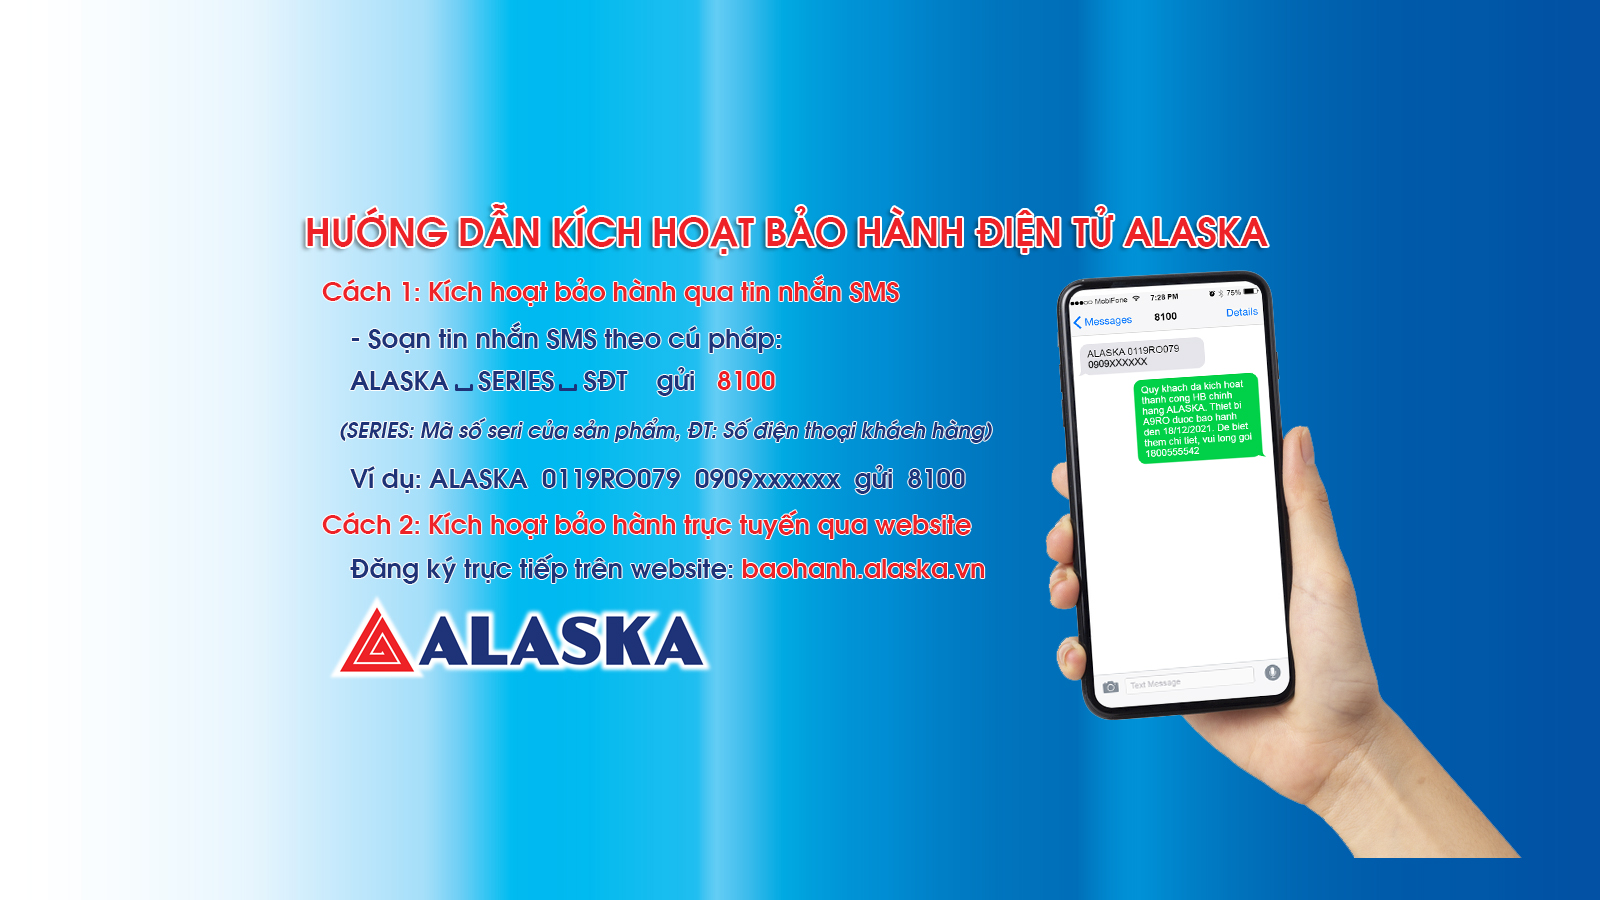 HƯỚNG DẪN KÍCH HOẠT BẢO HÀNH ĐIỆN TỬ ALASKA
Cách 1: Kích hoạt bảo hành qua tin nhắn SMS
- Soạn tin nhắn SMS theo cú pháp:
ALASKA ⎵ SERIES ⎵ SĐT gửi 8100
(SERIES: Mã số seri của sản phẩm, ĐT: Số điện thoại khách hàng)
Ví dụ: ALASKA 0119RO079 0909xxxxxx gửi 8100
Cách 2: Kích hoạt bảo hành trực tuyến qua website
Đăng ký trực tiếp trên website: baohanh.alaska.vn
ALASKA
MobiFone 7:28 PM 75%
Messages 8100 Details
ALASKA 0119RO079
0909XXXXXX
Quy khach da kich hoat
thanh cong HB chinh
hang ALASKA. Thiet bi
A9RO duoc bao hanh
den 18/12/2021. De biet
them chi tiet, vui long goi
1800555542
Text Message